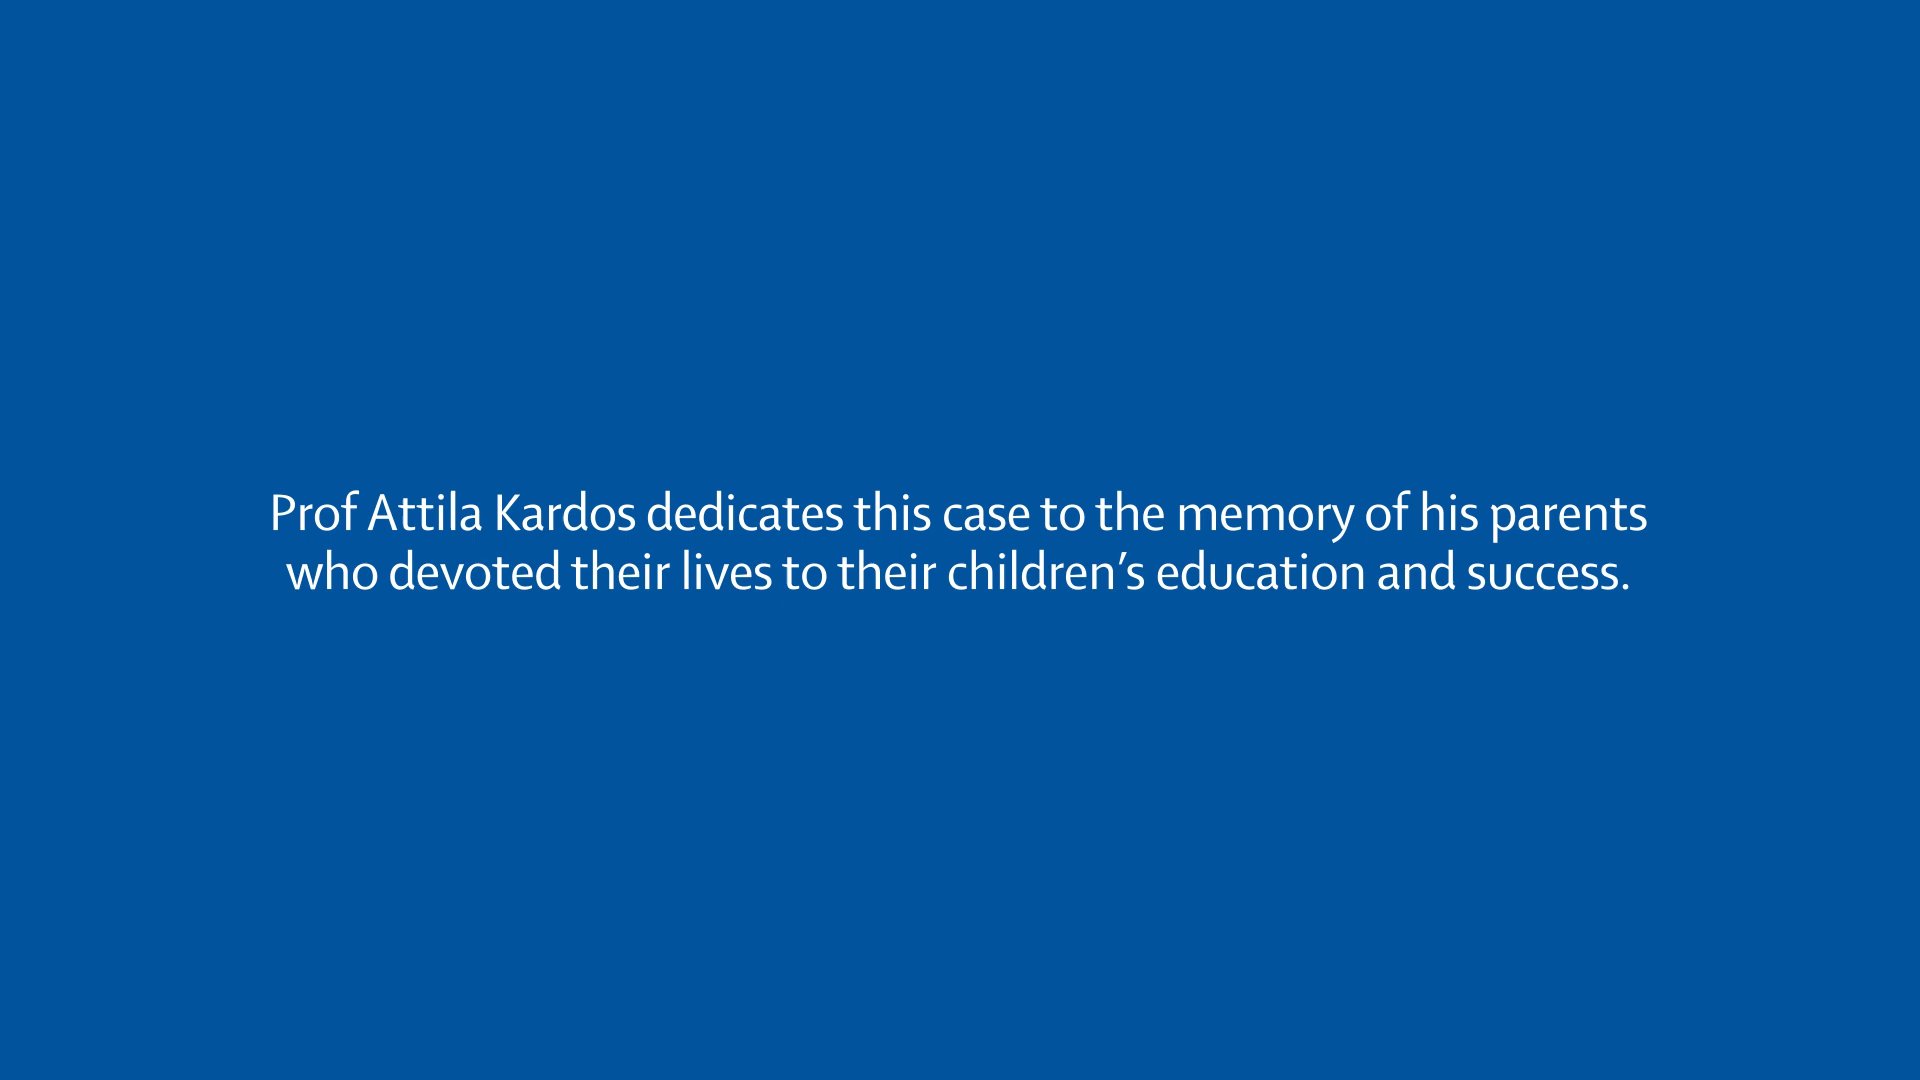 Prof Attila Kardos dedicates this case to the memory of his parents
who devoted their lives to their children’s education and success.